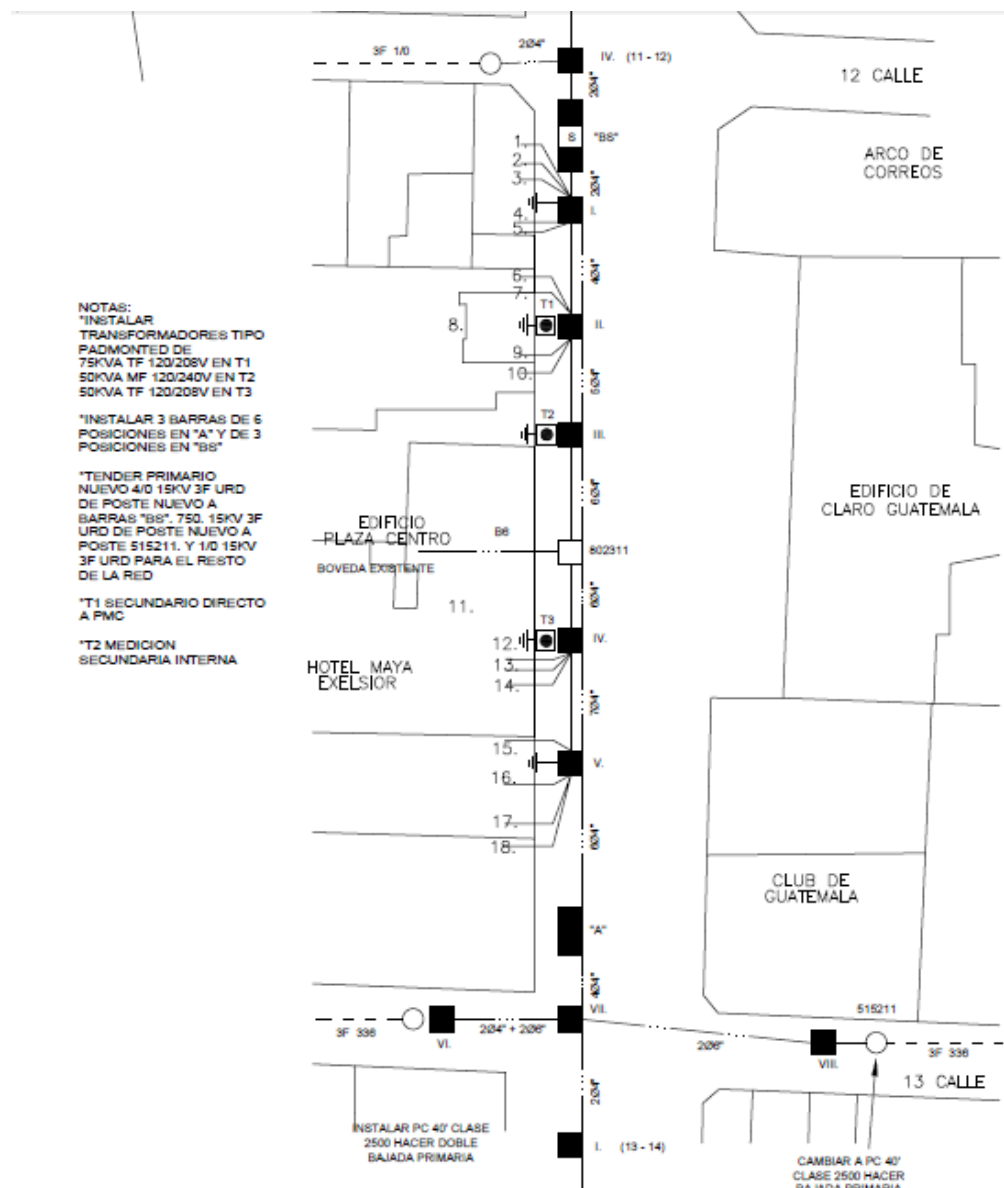 3F 1/0
2Ø4"
IV. (11 - 12)
2Ø4"
12 CALLE
S
"BS"
1.
2.
3.
2Ø4"
ARCO DE
CORREOS
4.
5.
I.
4Ø4"
6.
7.
T1
8.
II.
9.
10.
5Ø4"
NOTAS:
*INSTALAR
TRANSFORMADORES TIPO
PADMONTED DE
75KVA TF 120/208V EN T1
50KVA MF 120/240V EN T2
50KVA TF 120/208V EN T3
*INSTALAR 3 BARRAS DE 6
POSICIONES EN "A" Y DE 3
POSICIONES EN "BS"
*TENDER PRIMARIO
NUEVO 4/0 15KV 3F URD
DE POSTE NUEVO A
BARRAS "BS". 750. 15KV 3F
URD DE POSTE NUEVO A
POSTE 515211. Y 1/0 15KV
3F URD PARA EL RESTO
DE LA RED
*T1 SECUNDARIO DIRECTO
A PMC
*T2 MEDICION
SECUNDARIA INTERNA
T2
III.
6Ø4"
EDIFICIO DE
CLARO GUATEMALA
EDIFICIO
PLAZA CENTRO
B6
802311
BOVEDA EXISTENTE
6Ø4"
11.
T3
12.
IV.
13.
14.
HOTEL MAYA
EXELSIOR
7Ø4"
15.
V.
16.
17.
18.
6Ø4"
CLUB DE
GUATEMALA
"A"
4Ø4"
515211
VII.
3F 336
VI.
2Ø4" + 2Ø6"
2Ø6"
VIII.
3F 336
13 CALLE
2Ø4"
INSTALAR PC 40' CLASE
2500 HACER DOBLE
BAJADA PRIMARIA
I. (13 - 14)
CAMBIAR A PC 40'
CLASE 2500 HACER
BAJADA PRIMARIA